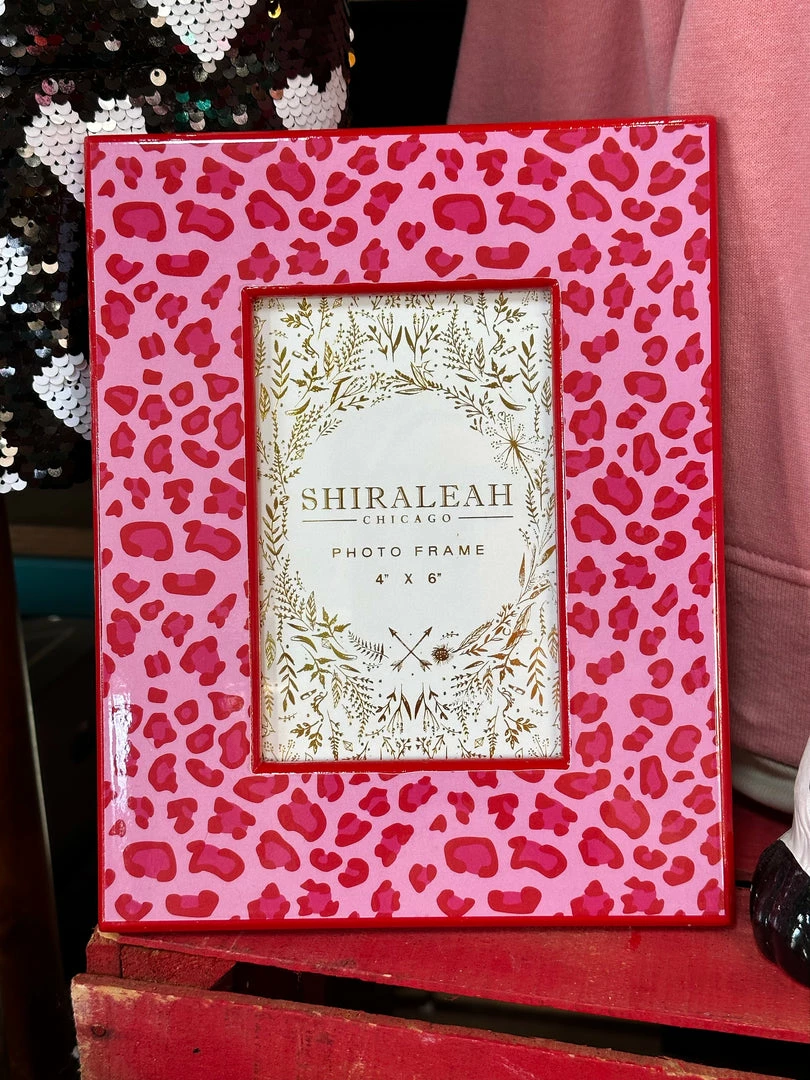 SHIRALEAH
CHICAGO
PHOTO FRAME
4" X 6"